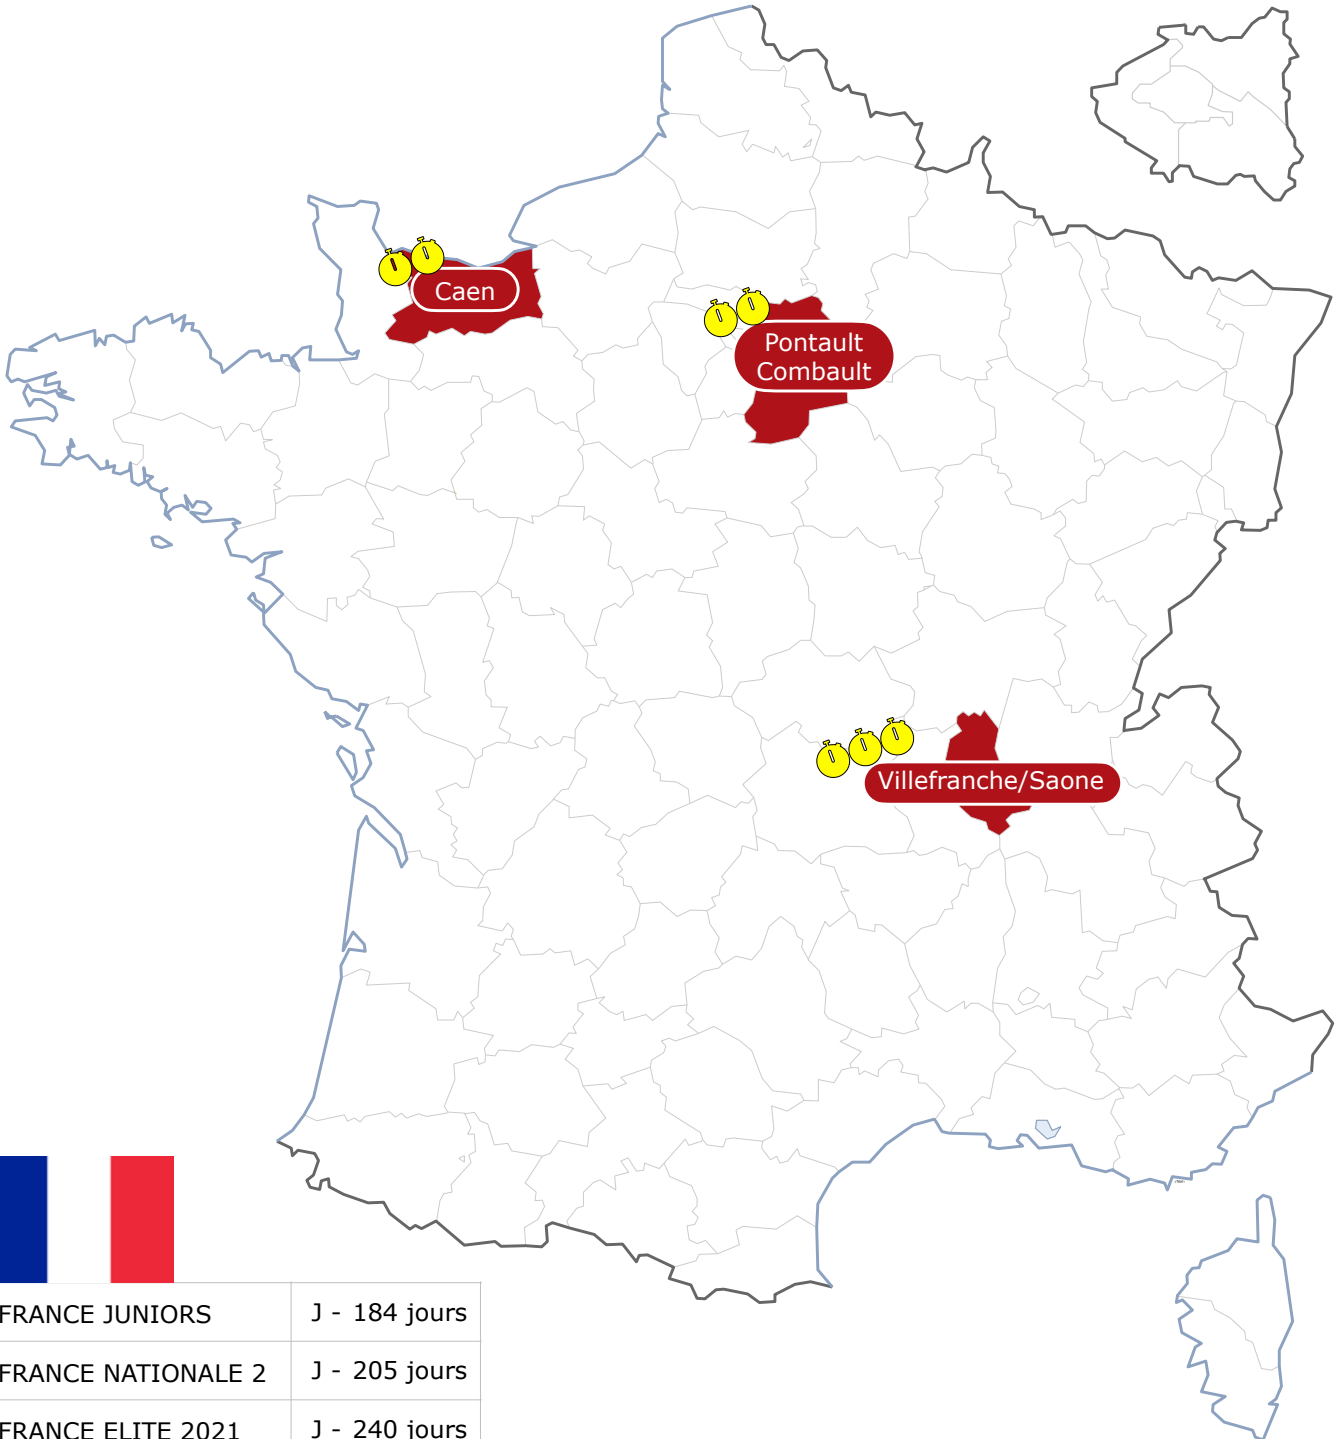 Caen
Pontault
Combault
Villefranche/Saone
FRANCE JUNIORS J - 184 jours
FRANCE NATIONALE 2 J - 205 jours
FRANCE ELITE 2021 J - 240 jours